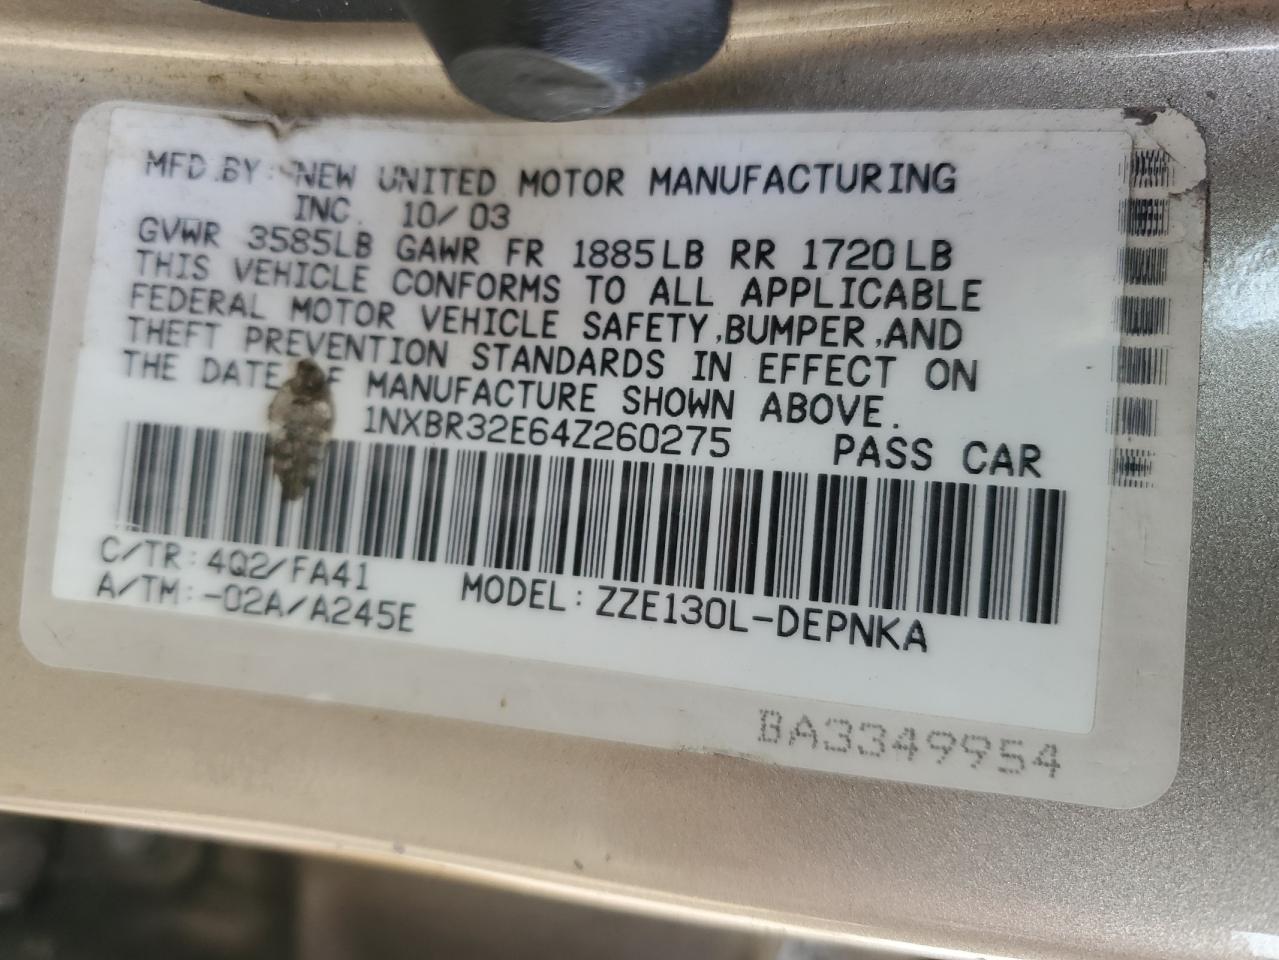 MFD.BY: NEW UNITED MOTOR MANUFACTURING
INC. 10/03
GVWR 3585LB GAWR FR 1885LB RR 1720LB
THIS VEHICLE CONFORMS TO ALL APPLICABLE
FEDERAL MOTOR VEHICLE SAFETY,BUMPER,AND
THEFT PREVENTION STANDARDS IN EFFECT ON
THE DATE OF MANUFACTURE SHOWN ABOVE.
1NXBR32E64Z260275 PASS CAR
C/TR: 4Q2/FA41
A/TM:-02A/A245E MODEL: ZZE130L-DEPNKA
BA3349954